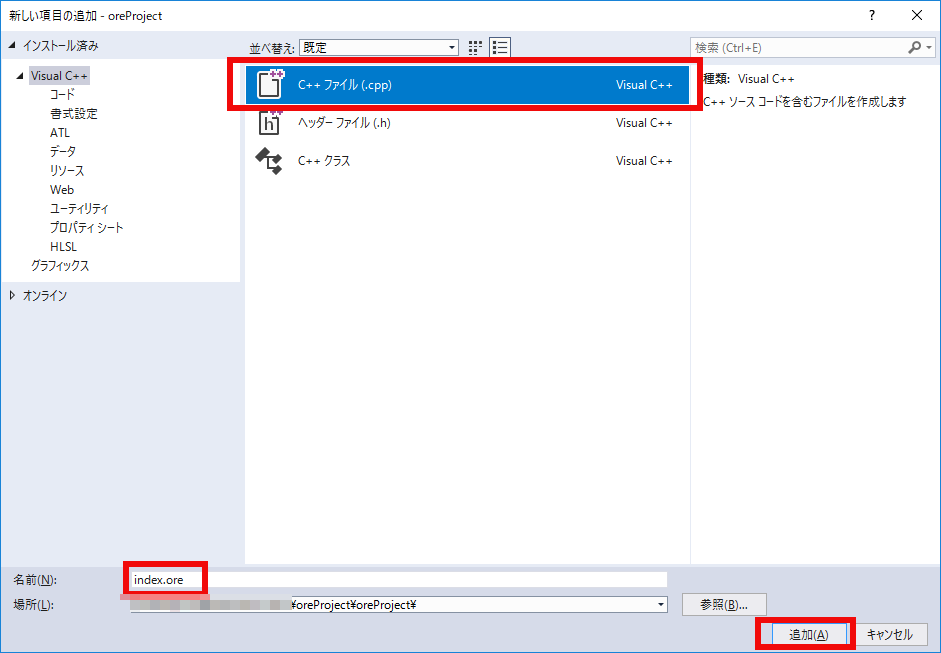 新しい項目の追加 - oreProject
?
インストール済み
並べ替え: 既定
検索 (Ctrl+E)
Visual C++
コード
書式設定
ATL
データ
リソース
Web
ユーティリティ
プロパティ シート
HLSL
グラフィックス
オンライン
C++ ファイル (.cpp) Visual C++
ヘッダー ファイル (.h) Visual C++
C++ クラス Visual C++
種類: Visual C++
C++ ソース コードを含むファイルを作成します
名前(N): index.ore
場所(L): ¥oreProject¥oreProject¥
参照(B)...
追加(A) キャンセル